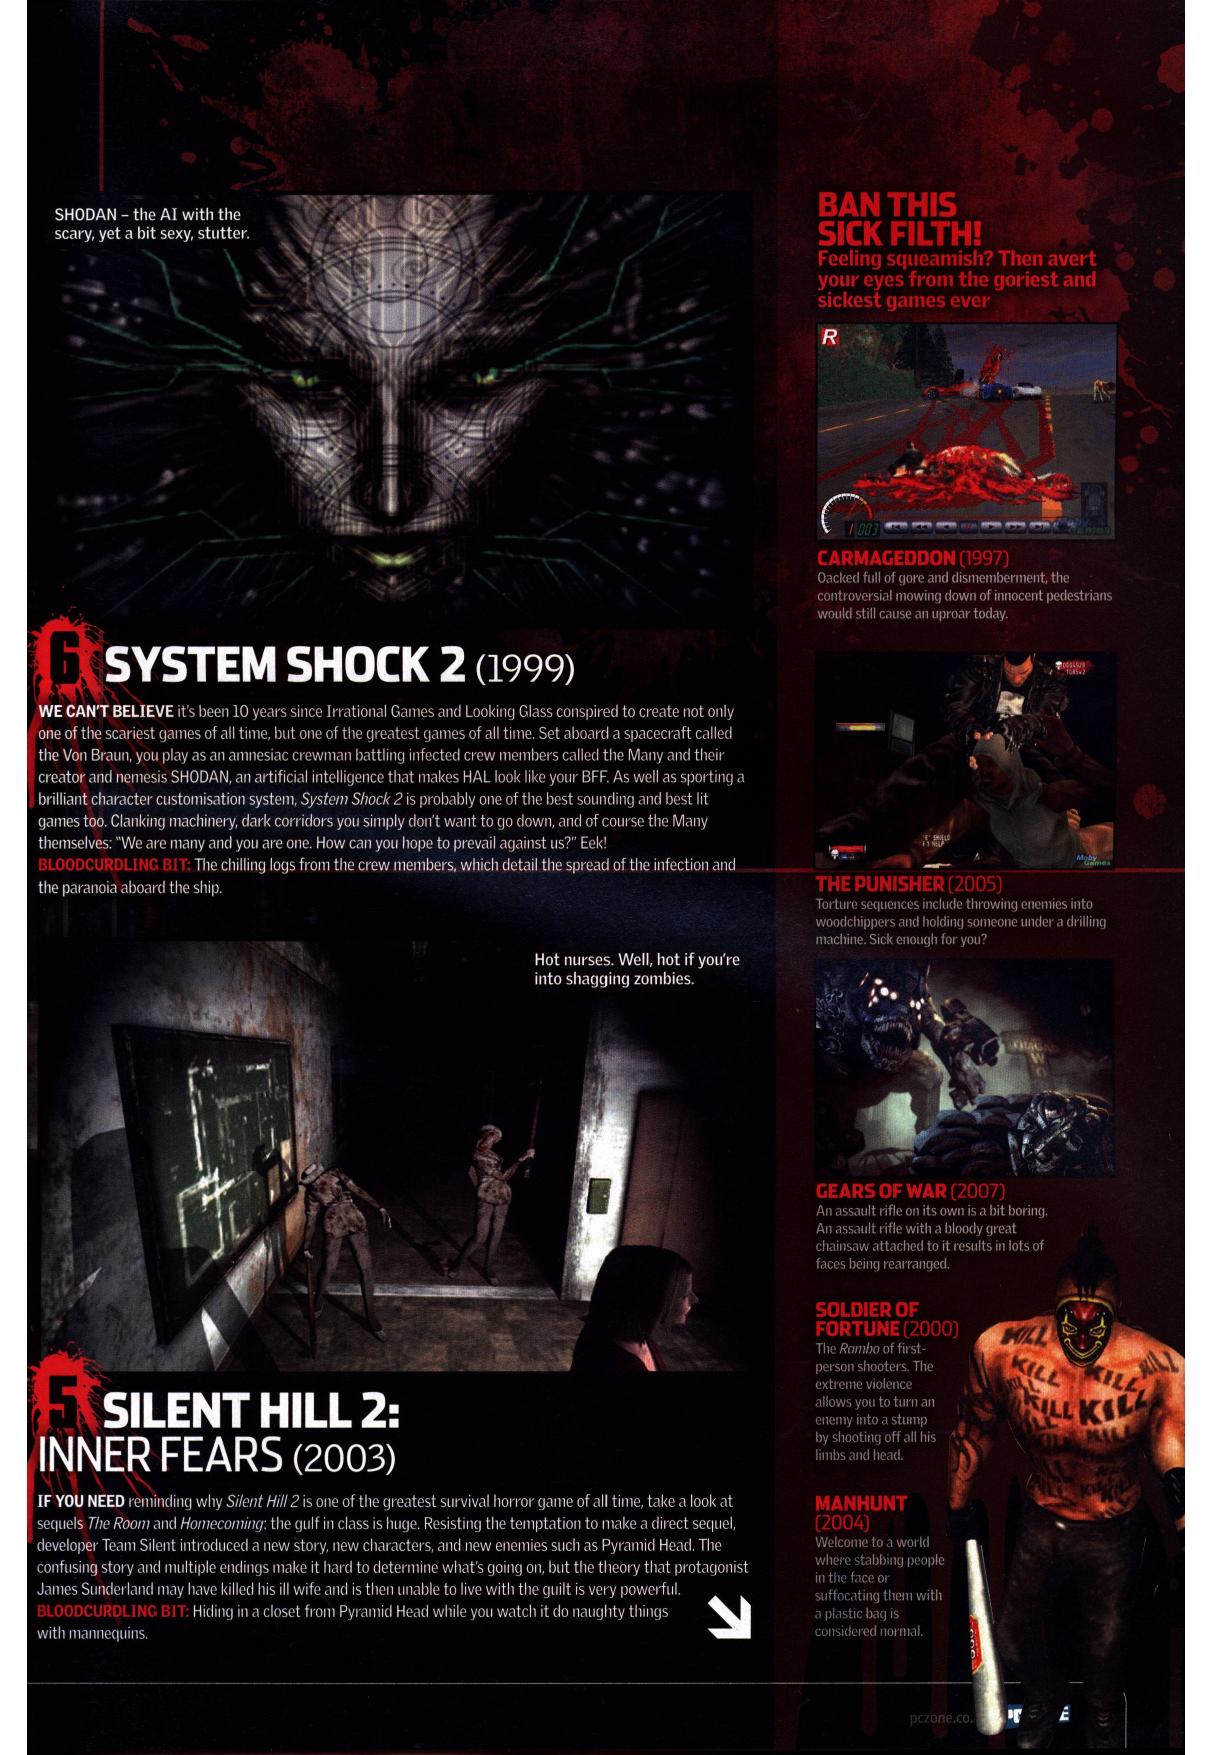 SHODAN – the AI with the
scary, yet a bit sexy, stutter.
6 SYSTEM SHOCK 2 (1999)
WE CAN'T BELIEVE it's been 10 years since Irrational Games and Looking Glass conspired to create not only
one of the scariest games of all time, but one of the greatest games of all time. Set aboard a spacecraft called
the Von Braun, you play as an amnesiac crewman battling infected crew members called the Many and their
creator and nemesis SHODAN, an artificial intelligence that makes HAL look like your BFF. As well as sporting a
brilliant character customisation system, System Shock 2 is probably one of the best sounding and best lit
games too. Clanking machinery, dark corridors you simply don't want to go down, and of course the Many
themselves: "We are many and you are one. How can you hope to prevail against us?" Eek!
BLOODCURDLING BIT: The chilling logs from the crew members, which detail the spread of the infection and
the paranoia aboard the ship.
Hot nurses. Well, hot if you're
into shagging zombies.
5 SILENT HILL 2:
INNER FEARS (2003)
IF YOU NEED reminding why Silent Hill 2 is one of the greatest survival horror game of all time, take a look at
sequels The Room and Homecoming: the gulf in class is huge. Resisting the temptation to make a direct sequel,
developer Team Silent introduced a new story, new characters, and new enemies such as Pyramid Head. The
confusing story and multiple endings make it hard to determine what's going on, but the theory that protagonist
James Sunderland may have killed his ill wife and is then unable to live with the guilt is very powerful.
BLOODCURDLING BIT: Hiding in a closet from Pyramid Head while you watch it do naughty things
with mannequins.
BAN THIS
SICK FILTH!
Feeling squeamish? Then avert
your eyes from the goriest and
sickest games ever
R
CARMAGEDDON (1997)
Oacked full of gore and dismemberment, the
controversial mowing down of innocent pedestrians
would still cause an uproar today.
Moby
Games
THE PUNISHER (2005)
Torture sequences include throwing enemies into
woodchippers and holding someone under a drilling
machine. Sick enough for you?
GEARS OF WAR (2007)
An assault rifle on its own is a bit boring.
An assault rifle with a bloody great
chainsaw attached to it results in lots of
faces being rearranged.
SOLDIER OF
FORTUNE (2000)
The Rambo of first-
person shooters. The
extreme violence
allows you to turn an
enemy into a stump
by shooting off all his
limbs and head.
MANHUNT
(2004)
Welcome to a world
where stabbing people
in the face or
suffocating them with
a plastic bag is
considered normal.
KILL
KILL
KILL
KILL
KILL
KILL
pczone.co.